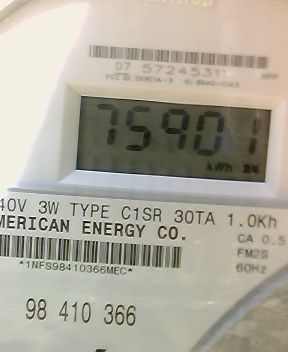 07 57245311
75901
kWh
40V 3W TYPE C1SR 30TA 1.0Kh
MERICAN ENERGY CO.
CA 0.5
FM2S
*1NFS98410366MEC*
60Hz
98 410 366